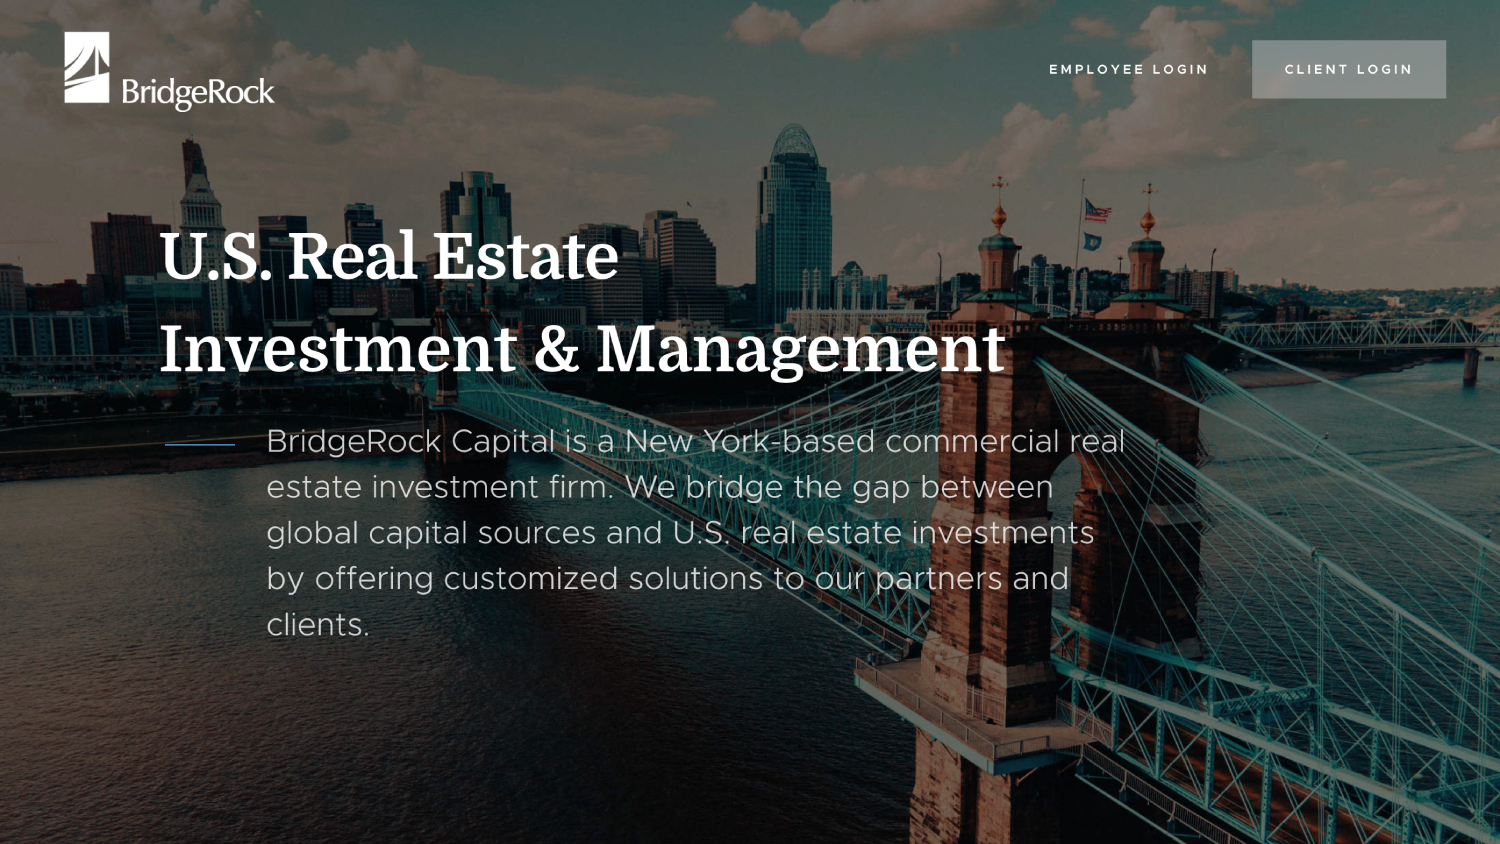 BridgeRock
EMPLOYEE LOGIN
CLIENT LOGIN
U.S. Real Estate
Investment & Management
BridgeRock Capital is a New York-based commercial real
estate investment firm. We bridge the gap between
global capital sources and U.S. real estate investments
by offering customized solutions to our partners and
clients.